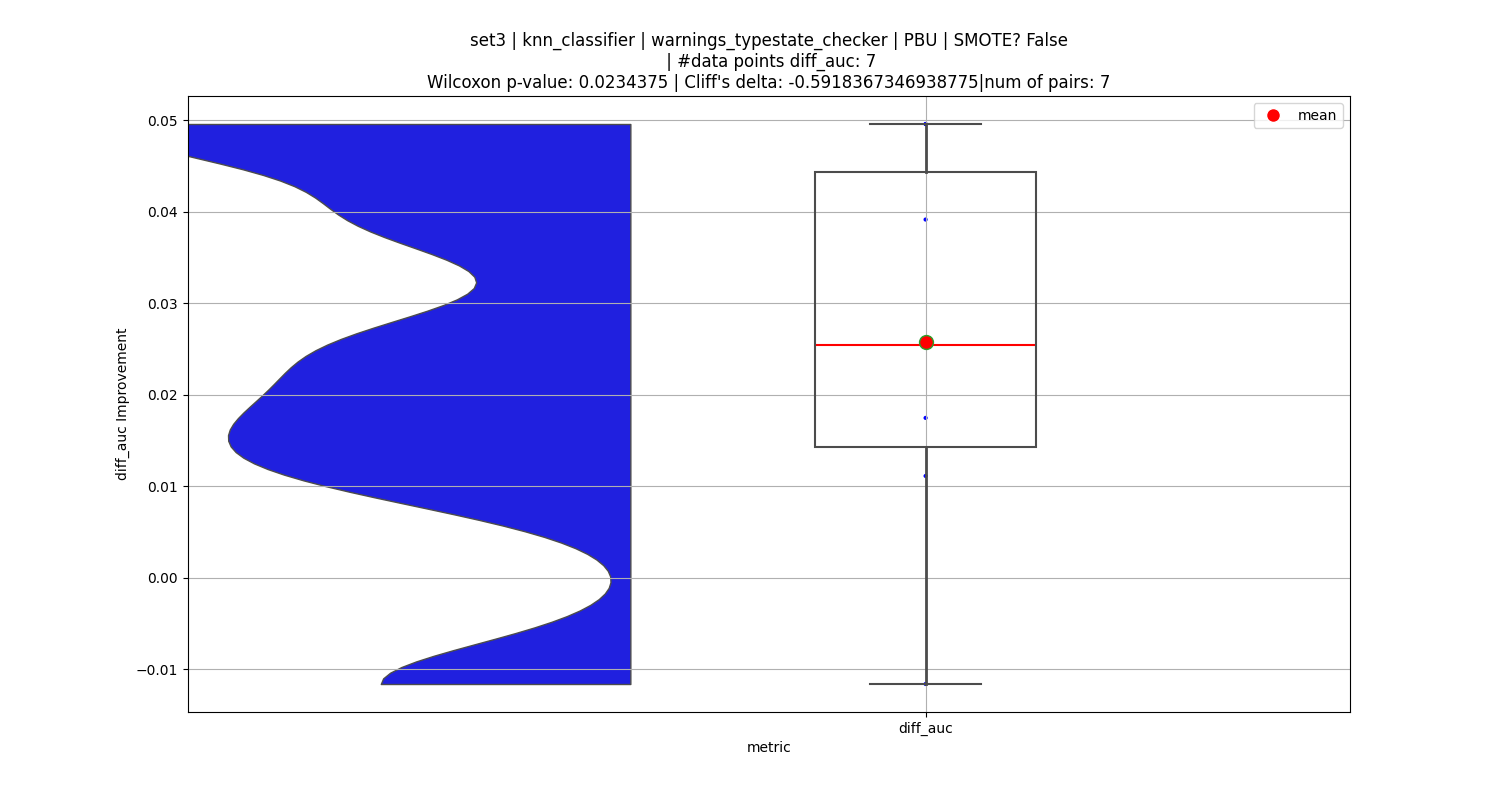 set3 | knn_classifier | warnings_typestate_checker | PBU | SMOTE? False
| #data points diff_auc: 7
Wilcoxon p-value: 0.0234375 | Cliff's delta: -0.5918367346938775|num of pairs: 7
mean
0.05
0.04
0.03
0.02
0.01
0.00
−0.01
diff_auc Improvement
diff_auc
metric